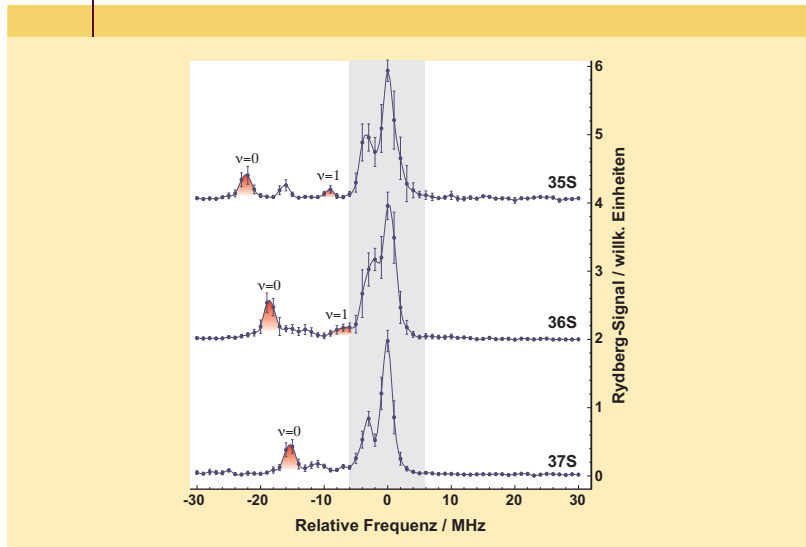 6
5
ν=0
ν=1
35S
4
3
ν=0
ν=1
36S
2
1
ν=0
37S
0
-30 -20 -10 0 10 20 30
Relative Frequenz / MHz
Rydberg-Signal / willk. Einheiten